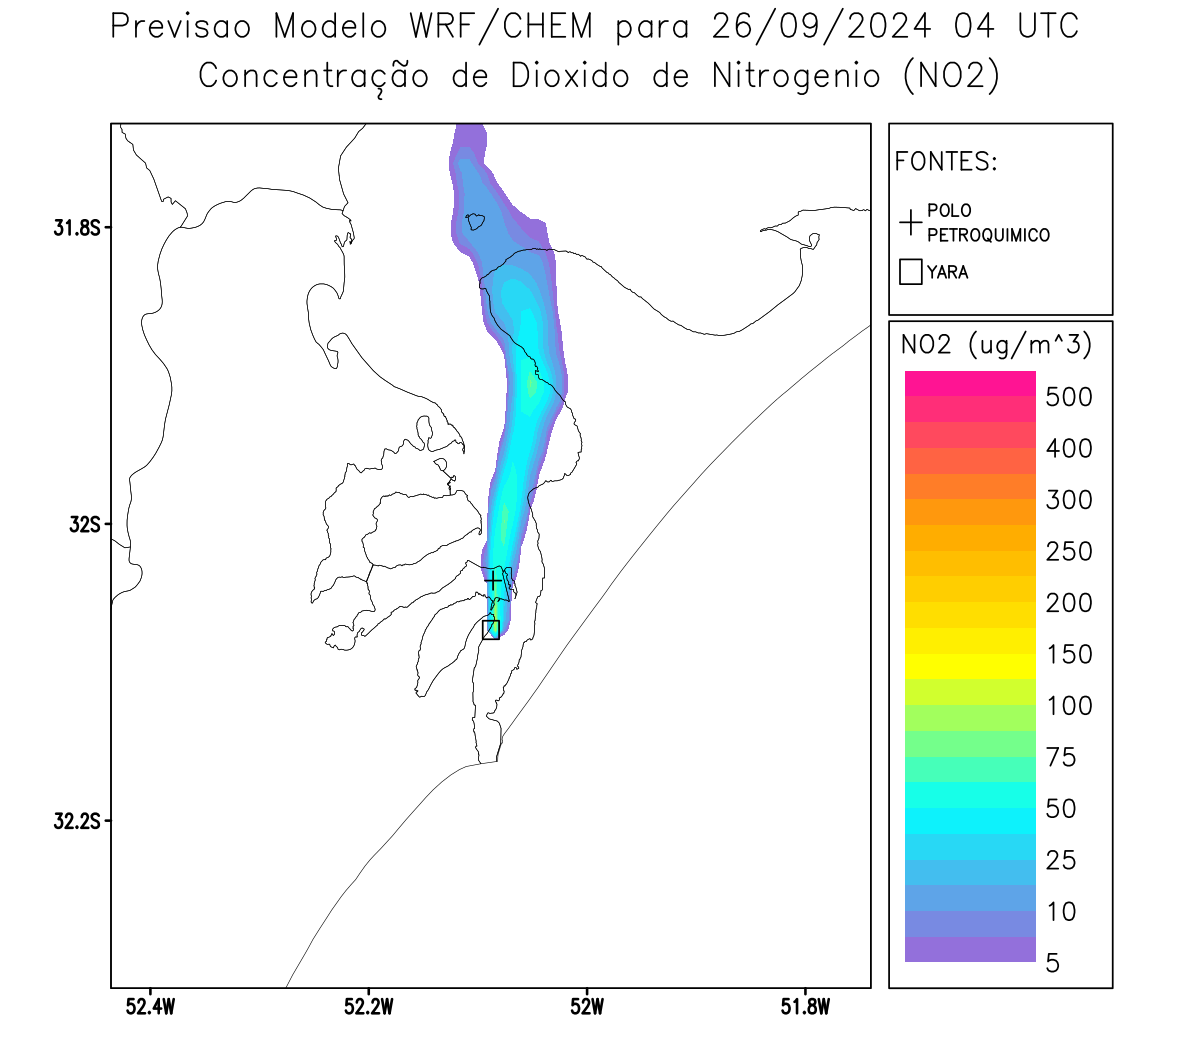 Previsao Modelo WRF/CHEM para 26/09/2024 04 UTC
Concentração de Dioxido de Nitrogenio (NO2)
FONTES:
POLO
PETROQUIMICO
YARA
NO2 (ug/m^3)
500
400
300
250
200
150
100
75
50
25
10
5
31.8S
32S
32.2S
52.4W
52.2W
52W
51.8W